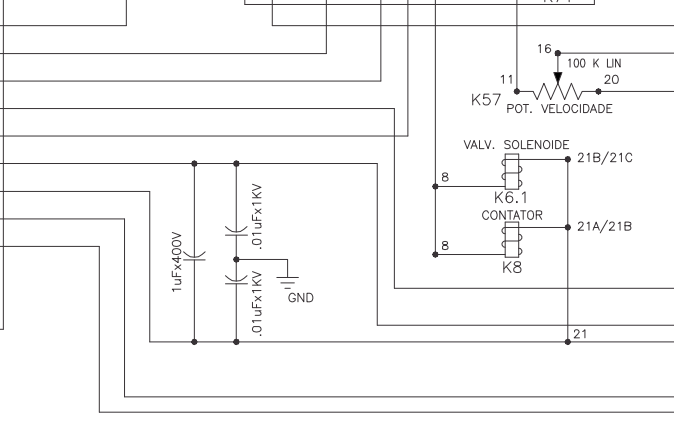 16
100 K LIN
11
20
K57
POT. VELOCIDADE
VALV. SOLENOIDE
21B/21C
8
K6.1
CONTATOR
21A/21B
8
K8
1uFx400V
.01uFx1KV
.01uFx1KV
GND
21